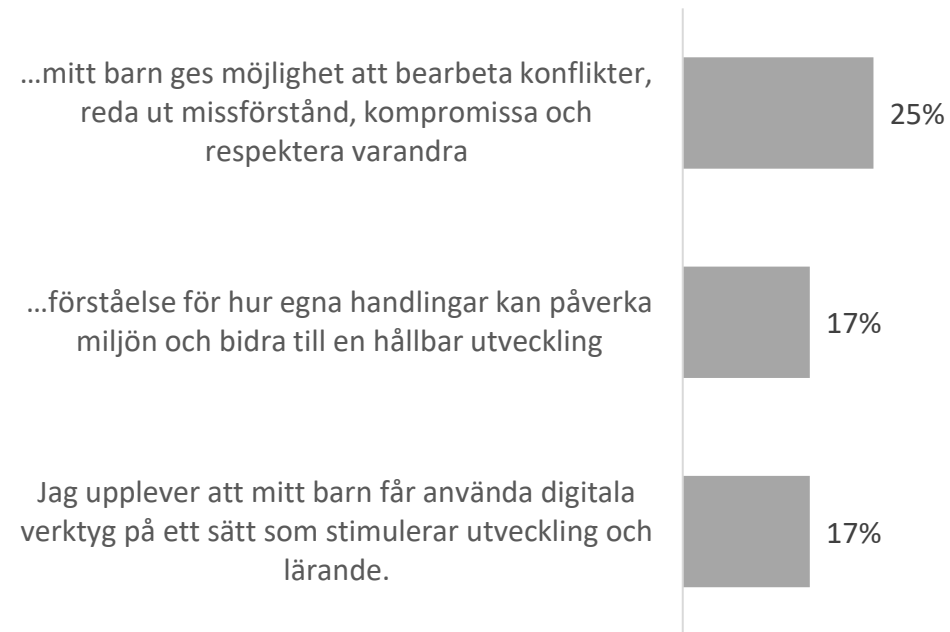 ...mitt barn ges möjlighet att bearbeta konflikter,
reda ut missförstånd, kompromissa och
respektera varandra
25%
...förståelse för hur egna handlingar kan påverka
miljön och bidra till en hållbar utveckling
17%
Jag upplever att mitt barn får använda digitala
verktyg på ett sätt som stimulerar utveckling och
lärande.
17%